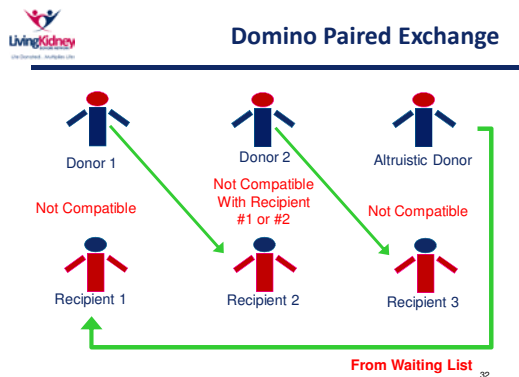 LivingKidney
Domino Paired Exchange
Donor 1
Donor 2
Altruistic Donor
Not Compatible
Not Compatible
With Recipient
#1 or #2
Not Compatible
Recipient 1
Recipient 2
Recipient 3
From Waiting List
32